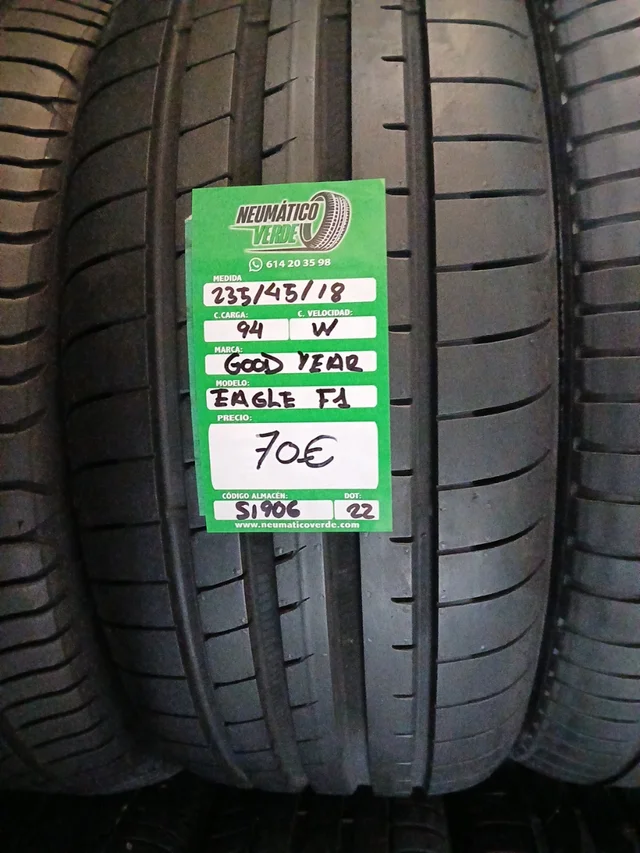 NEUMÁTICO
VERDE
614 20 35 98
MEDIDA
235/45/18
C.CARGA: C. VELOCIDAD:
94 W
MARCA:
GOOD YEAR
MODELO:
EAGLE F1
PRECIO:
70€
CÓDIGO ALMACÉN: DOT:
S1906 22
www.neumaticoverde.com